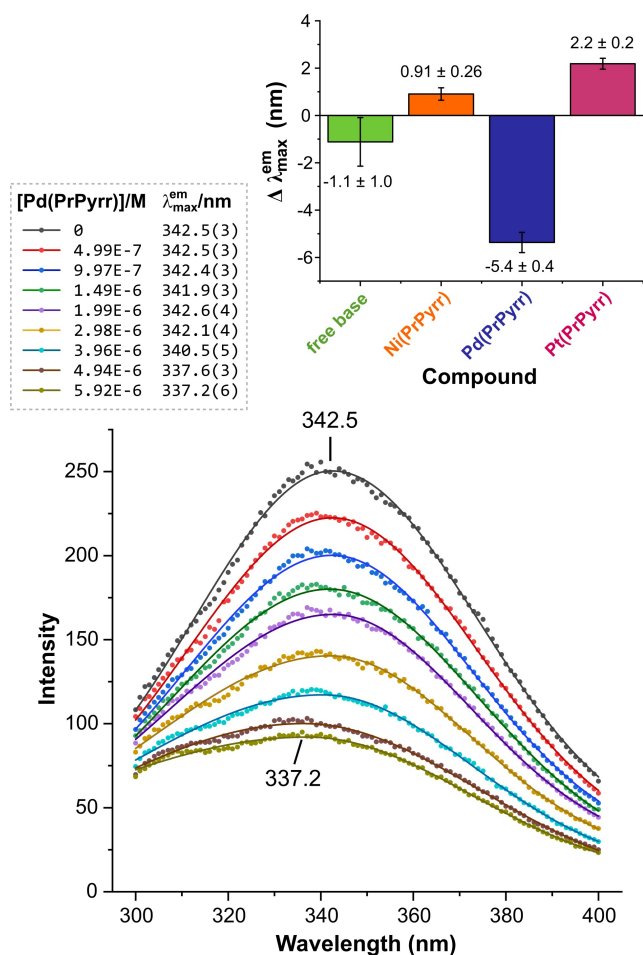 4
2
0
-2
-4
-6
Δ λ^em_max (nm)
2.2 ± 0.2
0.91 ± 0.26
-1.1 ± 1.0
-5.4 ± 0.4
free base
Ni(PrPyrr)
Pd(PrPyrr)
Pt(PrPyrr)
Compound
[Pd(PrPyrr)]/M λ^em_max/nm
0 342.5(3)
4.99E-7 342.5(3)
9.97E-7 342.4(3)
1.49E-6 341.9(3)
1.99E-6 342.6(4)
2.98E-6 342.1(4)
3.96E-6 340.5(5)
4.94E-6 337.6(3)
5.92E-6 337.2(6)
342.5
337.2
Intensity
250
200
150
100
50
0
300 320 340 360 380 400
Wavelength (nm)